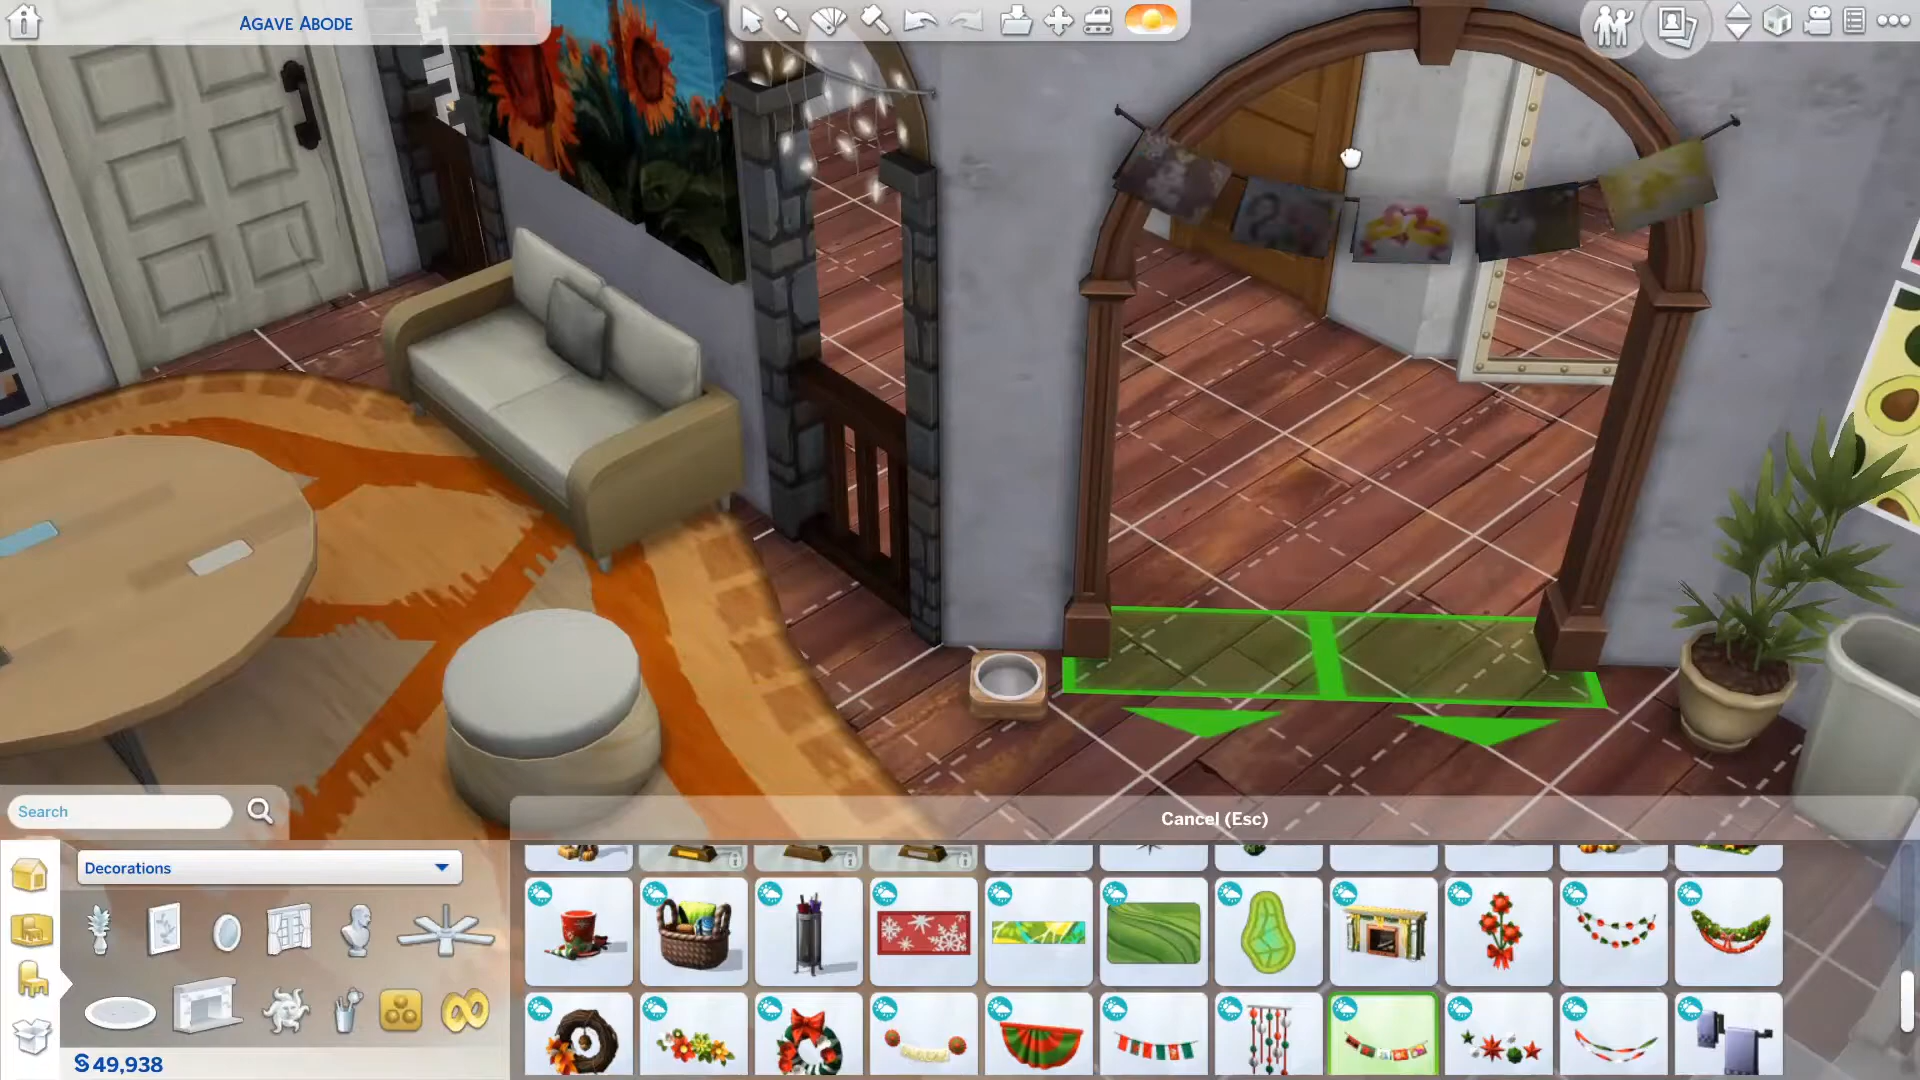 AGAVE ABODE
Search
Cancel (Esc)
Decorations
§49,938